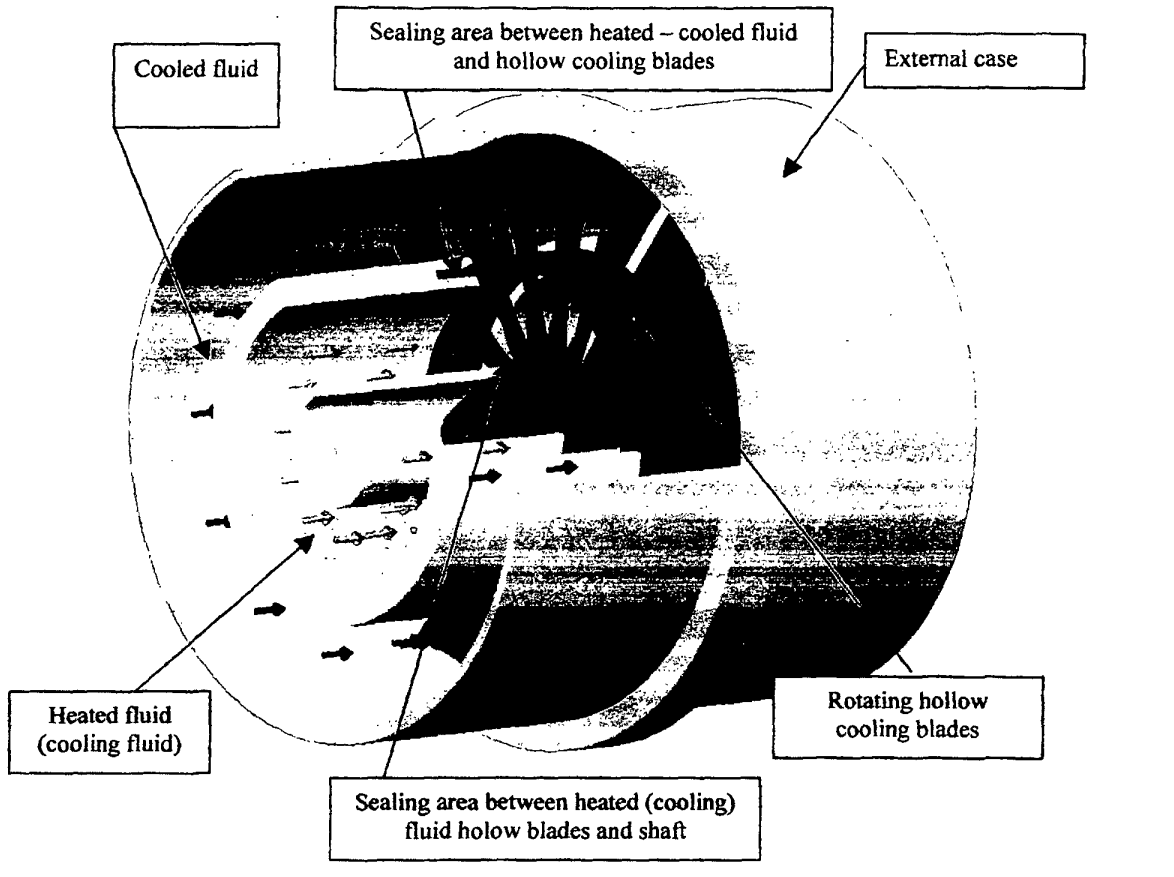 Sealing area between heated – cooled fluid
and hollow cooling blades
Cooled fluid
External case
Heated fluid
(cooling fluid)
Rotating hollow
cooling blades
Sealing area between heated (cooling)
fluid holow blades and shaft